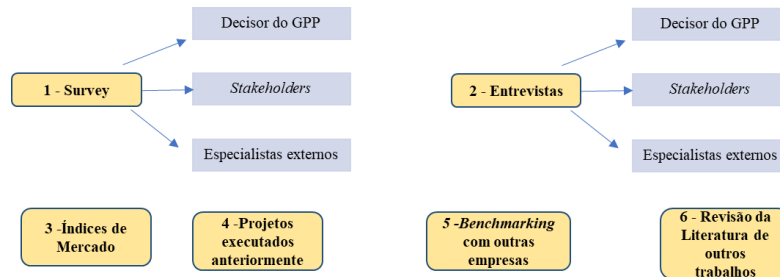 Decisor do GPP
1 - Survey
Stakeholders
Especialistas externos
Decisor do GPP
2 - Entrevistas
Stakeholders
Especialistas externos
3 -Índices de
Mercado
4 -Projetos
executados
anteriormente
5 -Benchmarking
com outras
empresas
6 - Revisão da
Literatura de
outros
trabalhos